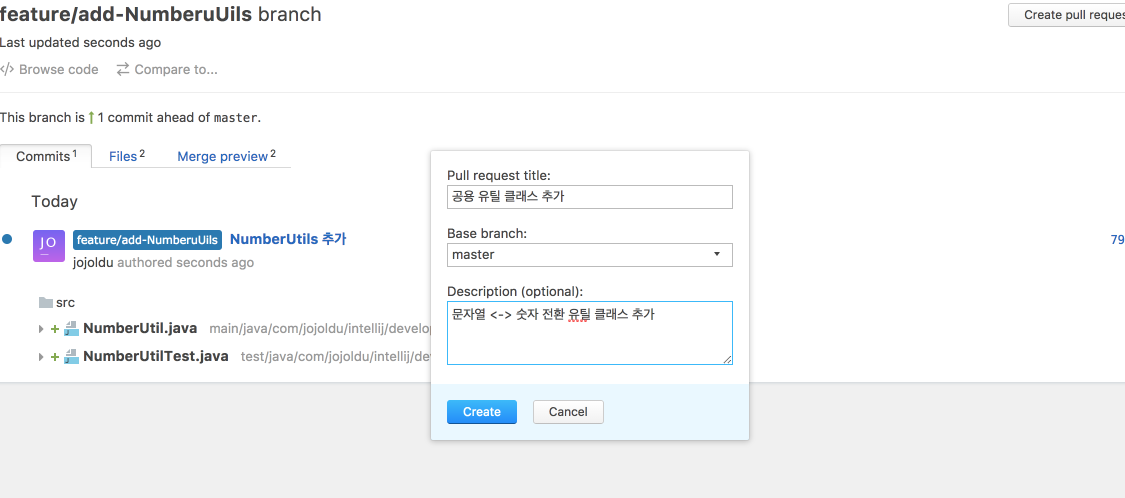 feature/add-NumberuUils branch
Create pull reques
Last updated seconds ago
</> Browse code Compare to...
This branch is ↑ 1 commit ahead of master.
Commits 1 Files 2 Merge preview 2
Today
JO feature/add-NumberuUils NumberUtils 추가 79
jojoldu authored seconds ago
src
+ NumberUtil.java main/java/com/jojoldu/intellij/develop
+ NumberUtilTest.java test/java/com/jojoldu/intellij/dev
Pull request title:
공용 유틸 클래스 추가
Base branch:
master
Description (optional):
문자열 <-> 숫자 전환 유틸 클래스 추가
Create Cancel